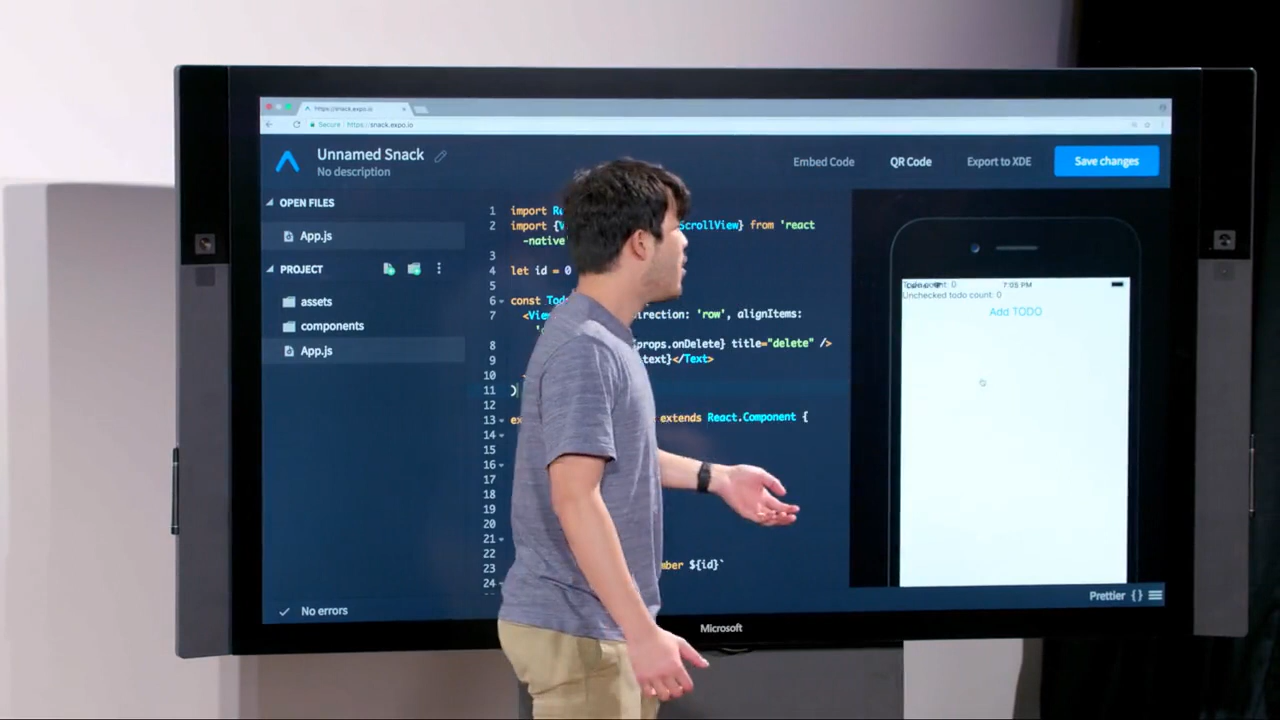 https://snack.expo.io
Secure https://snack.expo.io
Unnamed Snack
No description
Embed Code
QR Code
Export to XDE
Save changes
OPEN FILES
App.js
PROJECT
assets
components
App.js
No errors
1 import
2 import { ScrollView} from 'react
-native'
3
4 let id = 0
5
6 const
7 direction: 'row', alignItems:
8 props.onDelete} title="delete" />
9 text}</Text>
10
11 )
12
13 extends React.Component {
14
15
16
17
18
19
20
21
22
23 ${id}`
24
7:05 PM
Unchecked todo count: 0
Add TODO
Prettier {}
Microsoft